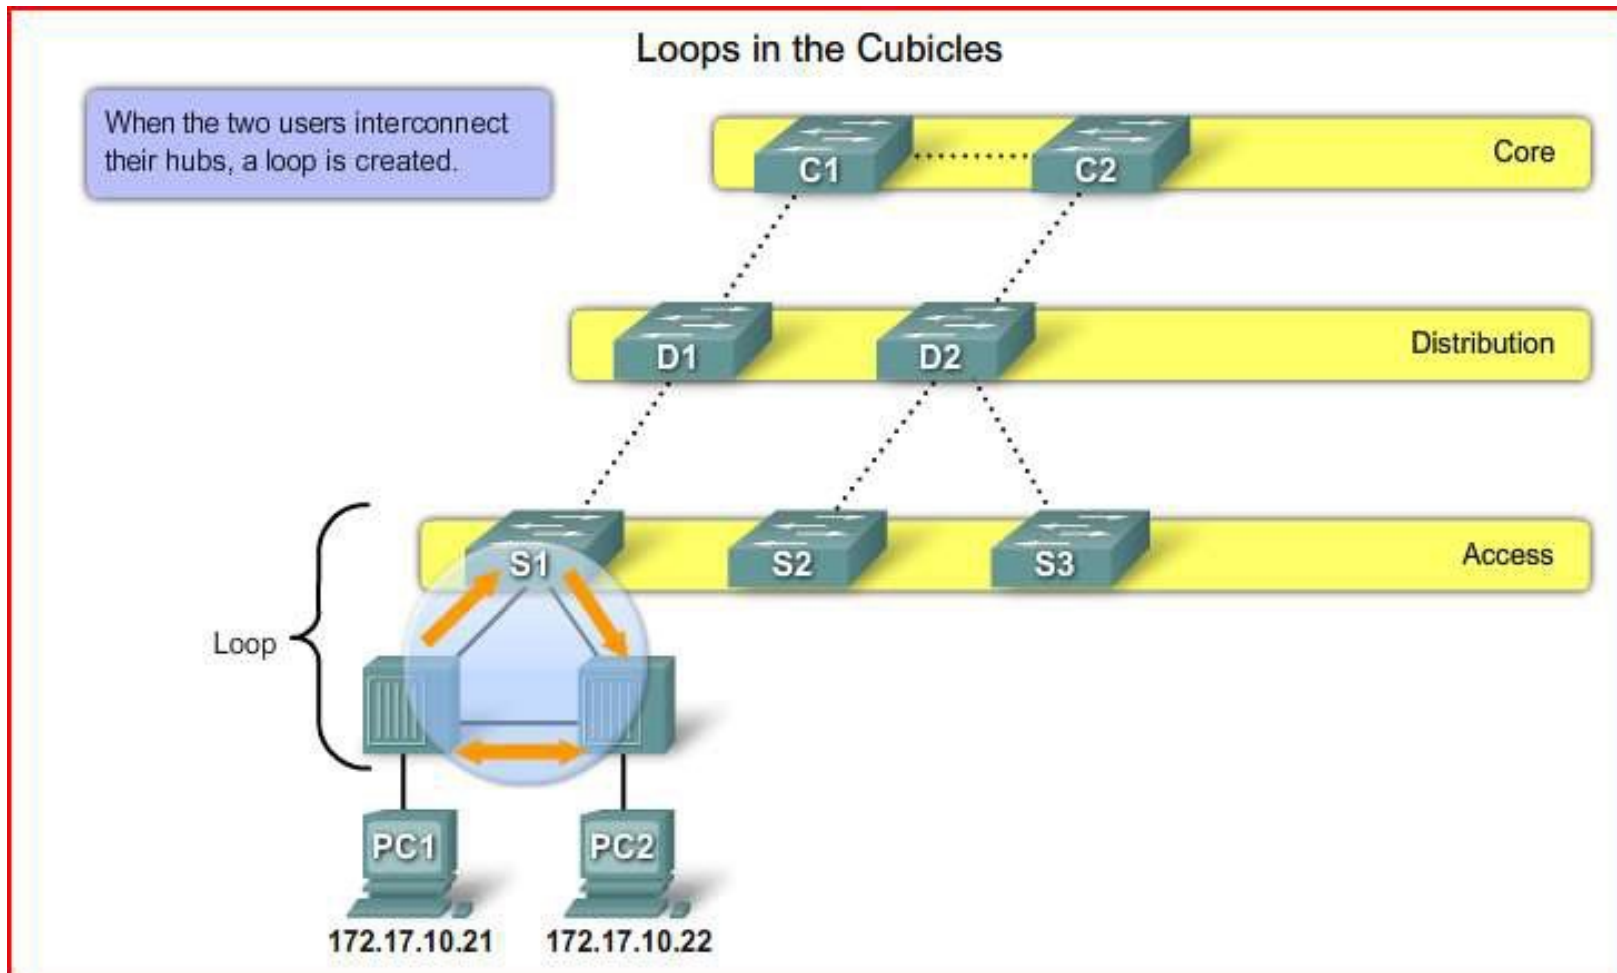 Loops in the Cubicles
When the two users interconnect
their hubs, a loop is created.
C1
C2
Core
D1
D2
Distribution
S1
S2
S3
Access
Loop
PC1
PC2
172.17.10.21
172.17.10.22